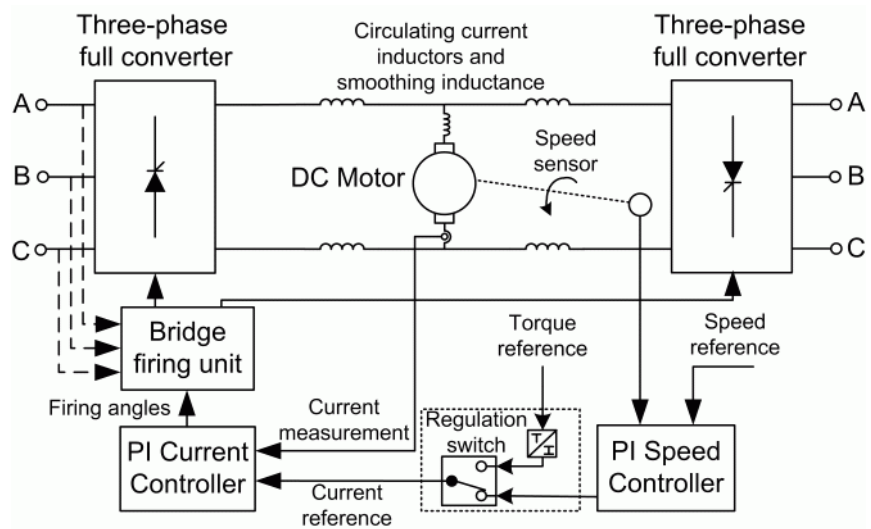 Three-phase
full converter
Circulating current
inductors and
smoothing inductance
Three-phase
full converter
A
A
Speed
sensor
B
DC Motor
B
C
C
Bridge
firing unit
Torque
reference
Speed
reference
Firing angles
Current
measurement
Regulation
switch
T
I
PI Current
Controller
PI Speed
Controller
Current
reference